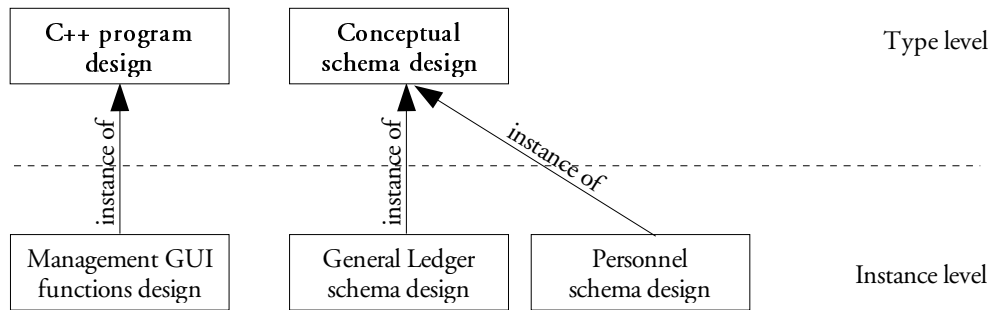 C++ program
design
Conceptual
schema design
Type level
instance of
instance of
instance of
Management GUI
functions design
General Ledger
schema design
Personnel
schema design
Instance level